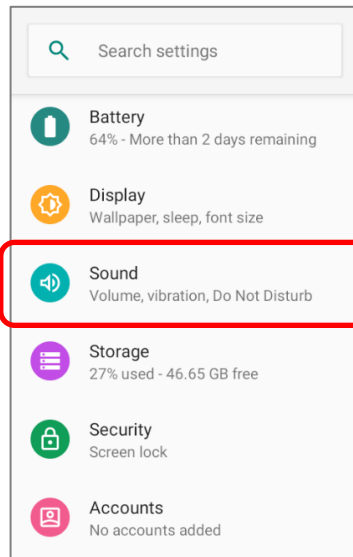 Search settings
Battery
64% - More than 2 days remaining
Display
Wallpaper, sleep, font size
Sound
Volume, vibration, Do Not Disturb
Storage
27% used - 46.65 GB free
Security
Screen lock
Accounts
No accounts added